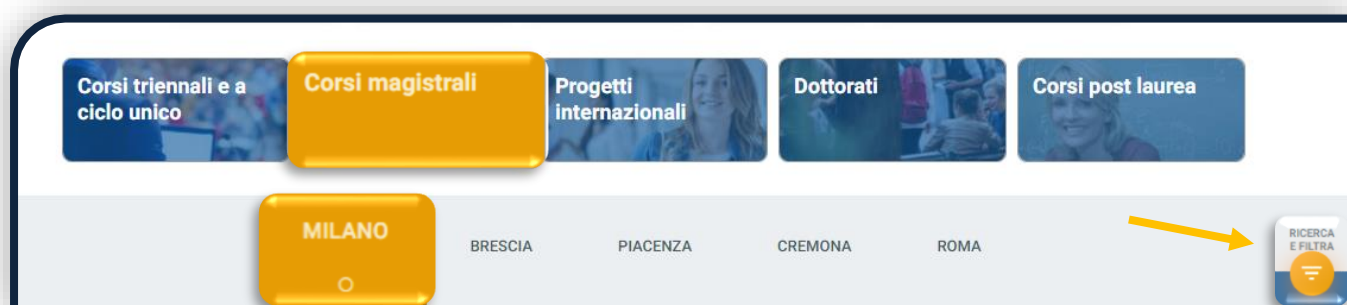 Corsi triennali e a
ciclo unico
Corsi magistrali
Progetti
internazionali
Dottorati
Corsi post laurea
MILANO
BRESCIA
PIACENZA
CREMONA
ROMA
RICERCA
E FILTRA